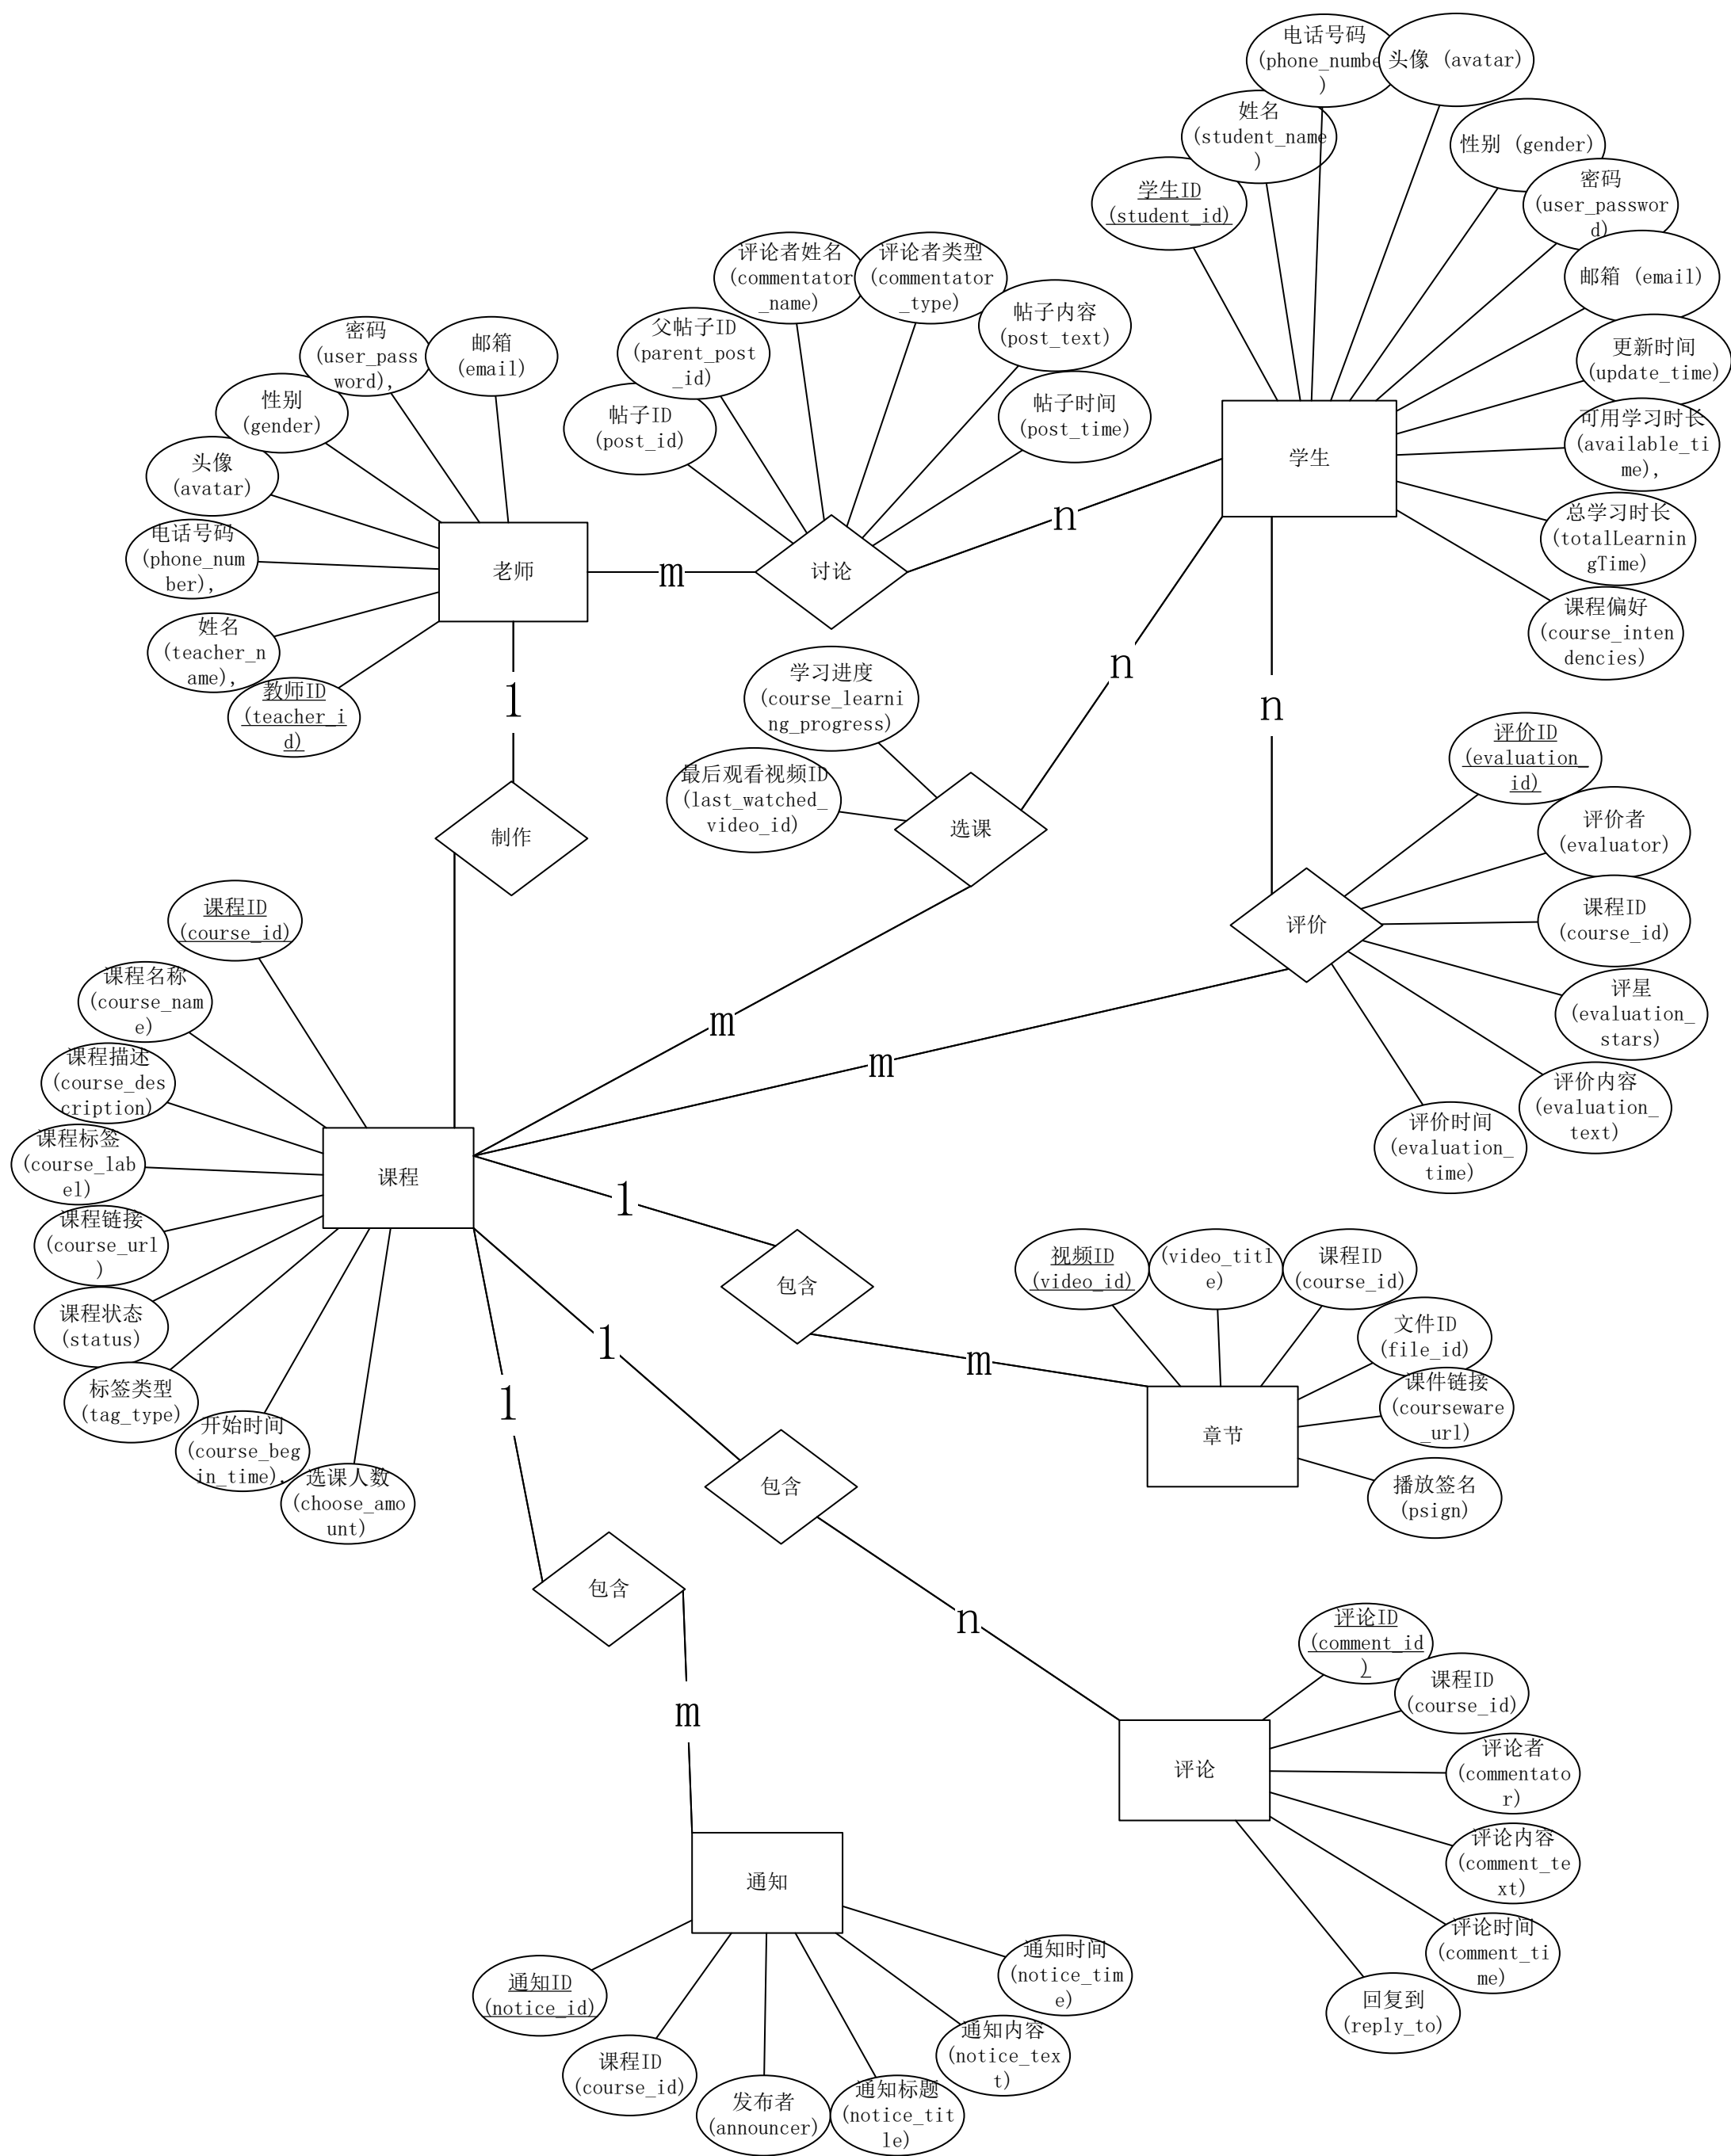 电话号码
(phone_numbe
)
头像 (avatar)
姓名
(student_name
)
性别 (gender)
学生ID
(student_id)
密码
(user_passwor
d)
邮箱 (email)
更新时间
(update_time)
可用学习时长
(available_ti
me),
总学习时长
(totalLearnin
gTime)
课程偏好
(course_inten
dencies)
学生
评论者姓名
(commentator
_name)
评论者类型
(commentator
_type)
父帖子ID
(parent_post
_id)
帖子内容
(post_text)
帖子ID
(post_id)
帖子时间
(post_time)
讨论
m
n
密码
(user_pass
word),
邮箱
(email)
性别
(gender)
头像
(avatar)
电话号码
(phone_num
ber),
姓名
(teacher_n
ame),
教师ID
(teacher_i
d)
老师
1
制作
学习进度
(course_learni
ng_progress)
最后观看视频ID
(last_watched_
video_id)
选课
n
m
n
评价
m
评价ID
(evaluation_
id)
评价者
(evaluator)
课程ID
(course_id)
评星
(evaluation_
stars)
评价内容
(evaluation_
text)
评价时间
(evaluation_
time)
课程ID
(course_id)
课程名称
(course_nam
e)
课程描述
(course_des
cription)
课程标签
(course_lab
el)
课程链接
(course_url
)
课程状态
(status)
标签类型
(tag_type)
开始时间
(course_beg
in_time),
选课人数
(choose_amo
unt)
课程
1
包含
m
视频ID
(video_id)
(video_titl
e)
课程ID
(course_id)
文件ID
(file_id)
课件链接
(courseware
_url)
播放签名
(psign)
章节
1
包含
n
1
包含
m
评论ID
(comment_id
)
课程ID
(course_id)
评论者
(commentato
r)
评论内容
(comment_te
xt)
评论时间
(comment_ti
me)
回复到
(reply_to)
评论
通知
通知ID
(notice_id)
课程ID
(course_id)
发布者
(announcer)
通知标题
(notice_tit
le)
通知内容
(notice_tex
t)
通知时间
(notice_tim
e)